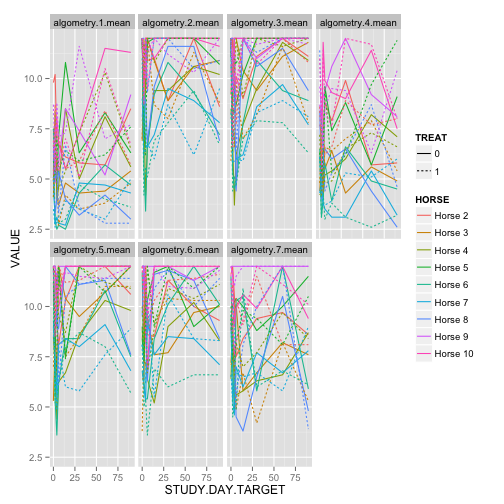 algometry.1.mean algometry.2.mean algometry.3.mean algometry.4.mean
10.0
7.5
5.0
2.5
algometry.5.mean algometry.6.mean algometry.7.mean
10.0
7.5
5.0
2.5
0 25 50 75 0 25 50 75 0 25 50 75
VALUE
STUDY.DAY.TARGET
TREAT
0
1
HORSE
Horse 2
Horse 3
Horse 4
Horse 5
Horse 6
Horse 7
Horse 8
Horse 9
Horse 10